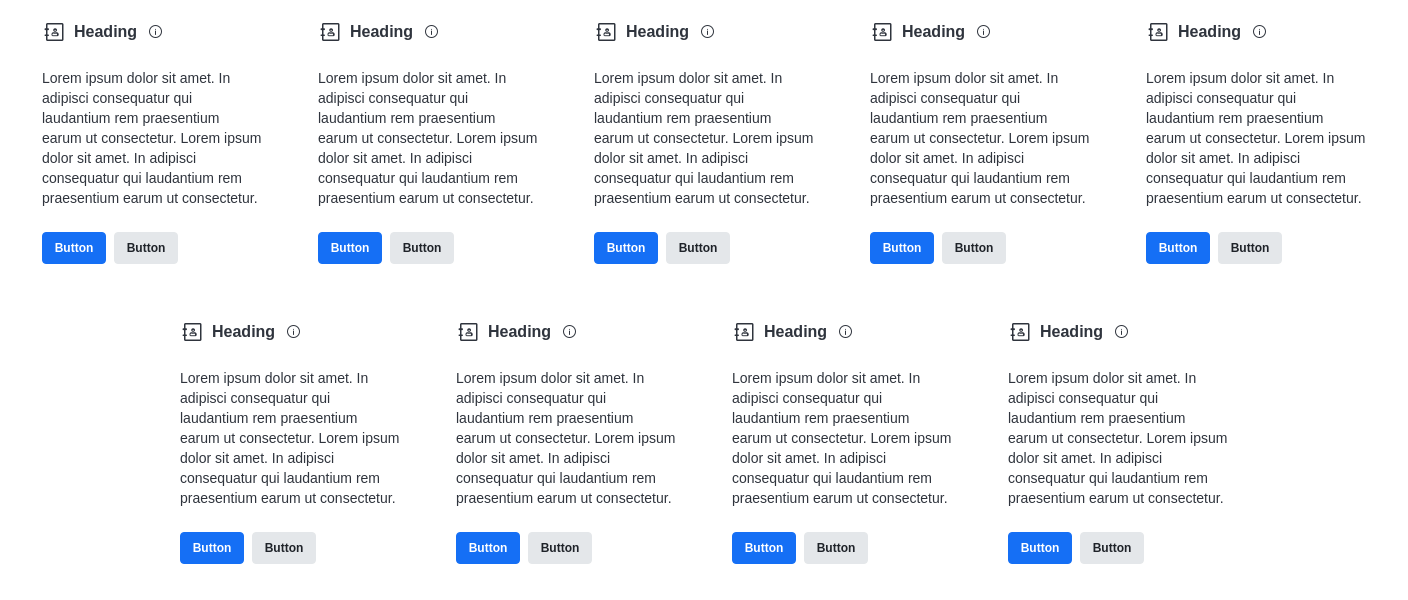 Heading
Lorem ipsum dolor sit amet. In
adipisci consequatur qui
laudantium rem praesentium
earum ut consectetur. Lorem ipsum
dolor sit amet. In adipisci
consequatur qui laudantium rem
praesentium earum ut consectetur.
Button Button
Heading
Lorem ipsum dolor sit amet. In
adipisci consequatur qui
laudantium rem praesentium
earum ut consectetur. Lorem ipsum
dolor sit amet. In adipisci
consequatur qui laudantium rem
praesentium earum ut consectetur.
Button Button
Heading
Lorem ipsum dolor sit amet. In
adipisci consequatur qui
laudantium rem praesentium
earum ut consectetur. Lorem ipsum
dolor sit amet. In adipisci
consequatur qui laudantium rem
praesentium earum ut consectetur.
Button Button
Heading
Lorem ipsum dolor sit amet. In
adipisci consequatur qui
laudantium rem praesentium
earum ut consectetur. Lorem ipsum
dolor sit amet. In adipisci
consequatur qui laudantium rem
praesentium earum ut consectetur.
Button Button
Heading
Lorem ipsum dolor sit amet. In
adipisci consequatur qui
laudantium rem praesentium
earum ut consectetur. Lorem ipsum
dolor sit amet. In adipisci
consequatur qui laudantium rem
praesentium earum ut consectetur.
Button Button
Heading
Lorem ipsum dolor sit amet. In
adipisci consequatur qui
laudantium rem praesentium
earum ut consectetur. Lorem ipsum
dolor sit amet. In adipisci
consequatur qui laudantium rem
praesentium earum ut consectetur.
Button Button
Heading
Lorem ipsum dolor sit amet. In
adipisci consequatur qui
laudantium rem praesentium
earum ut consectetur. Lorem ipsum
dolor sit amet. In adipisci
consequatur qui laudantium rem
praesentium earum ut consectetur.
Button Button
Heading
Lorem ipsum dolor sit amet. In
adipisci consequatur qui
laudantium rem praesentium
earum ut consectetur. Lorem ipsum
dolor sit amet. In adipisci
consequatur qui laudantium rem
praesentium earum ut consectetur.
Button Button
Heading
Lorem ipsum dolor sit amet. In
adipisci consequatur qui
laudantium rem praesentium
earum ut consectetur. Lorem ipsum
dolor sit amet. In adipisci
consequatur qui laudantium rem
praesentium earum ut consectetur.
Button Button